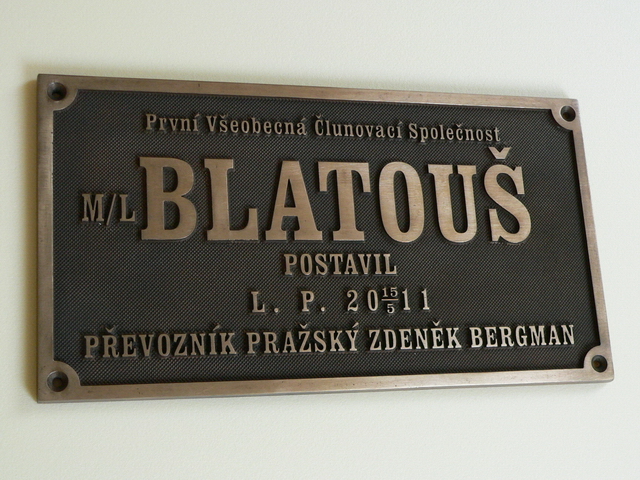 První Všeobecná Člunovací Společnost
M/L BLATOUŠ
POSTAVIL
L. P. 20 15/5 11
PŘEVOZNÍK PRAŽSKÝ ZDENĚK BERGMAN